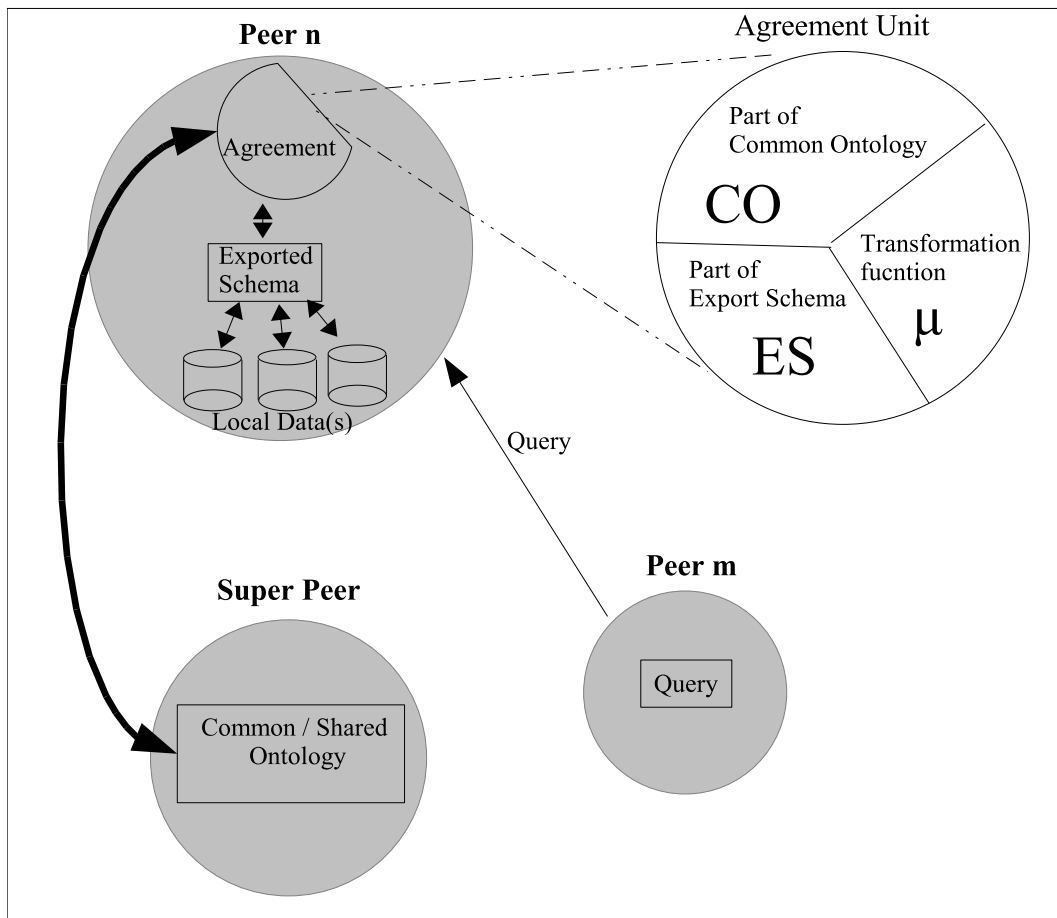 Peer n
Agreement
Exported
Schema
Local Data(s)
Agreement Unit
Part of
Common Ontology
CO
Transformation
fucntion
μ
Part of
Export Schema
ES
Query
Peer m
Query
Super Peer
Common / Shared
Ontology